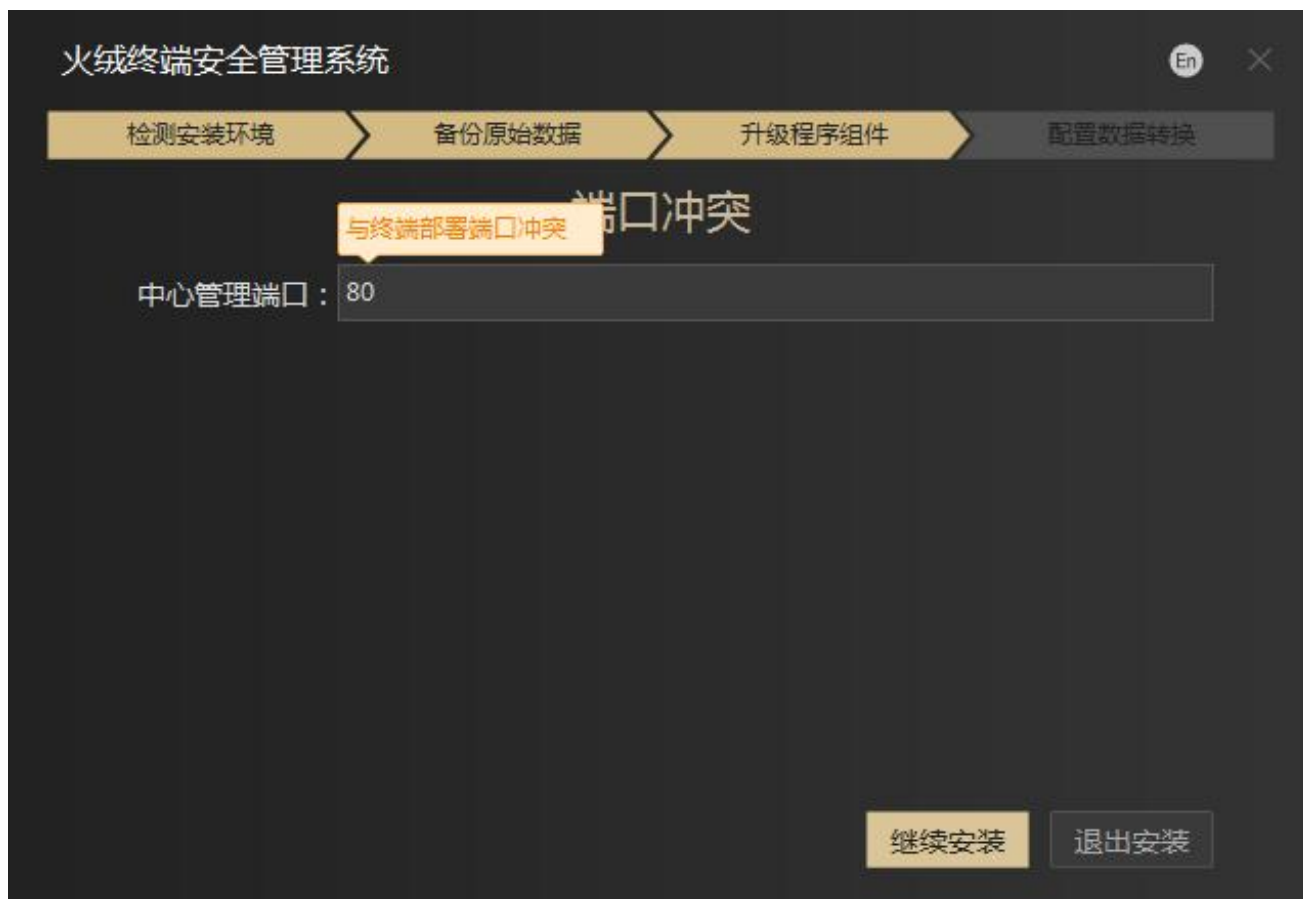 火绒终端安全管理系统
En
检测安装环境
备份原始数据
升级程序组件
配置数据转换
端口冲突
与终端部署端口冲突
中心管理端口：80
继续安装
退出安装